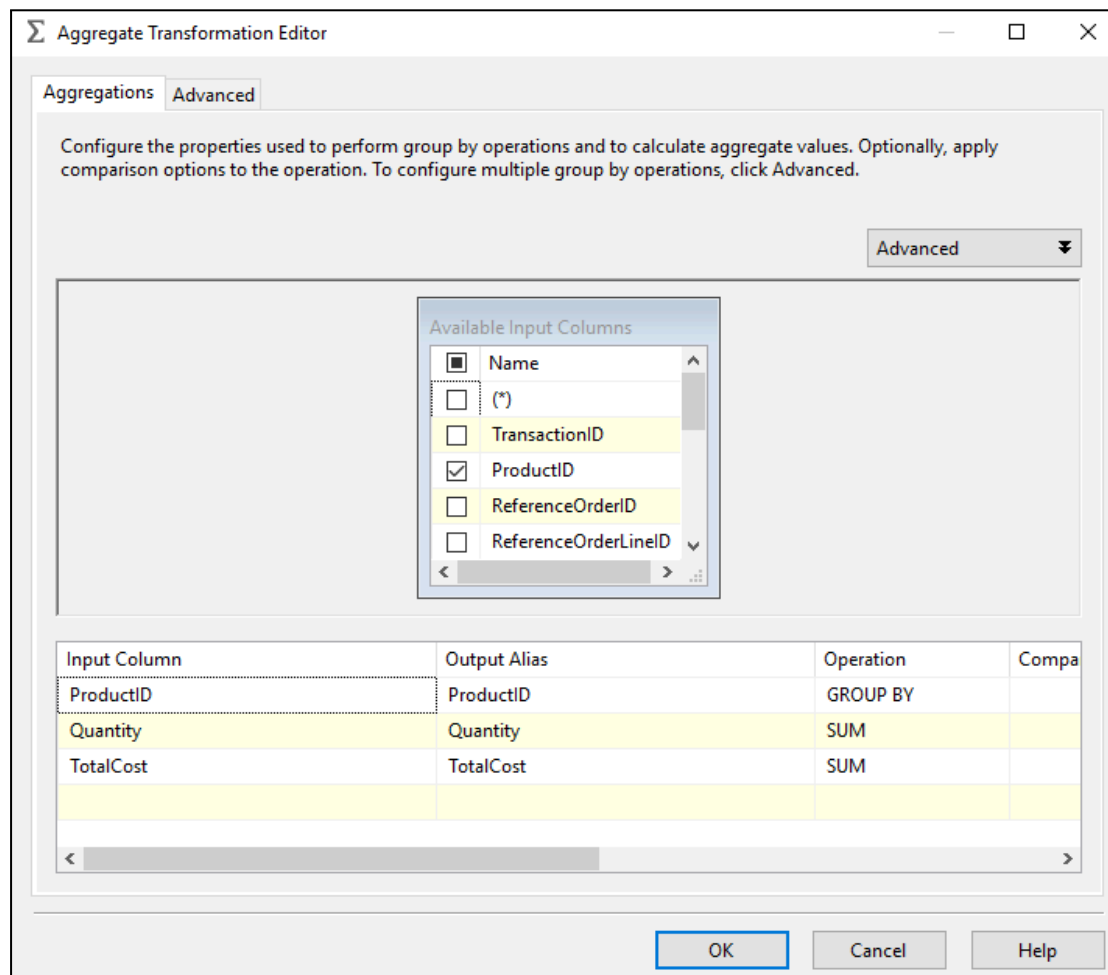 Σ Aggregate Transformation Editor
Aggregations Advanced
Configure the properties used to perform group by operations and to calculate aggregate values. Optionally, apply
comparison options to the operation. To configure multiple group by operations, click Advanced.
Advanced
Available Input Columns
Name
(*)
TransactionID
ProductID
ReferenceOrderID
ReferenceOrderLineID
Input Column Output Alias Operation Compa
ProductID ProductID GROUP BY
Quantity Quantity SUM
TotalCost TotalCost SUM
OK Cancel Help